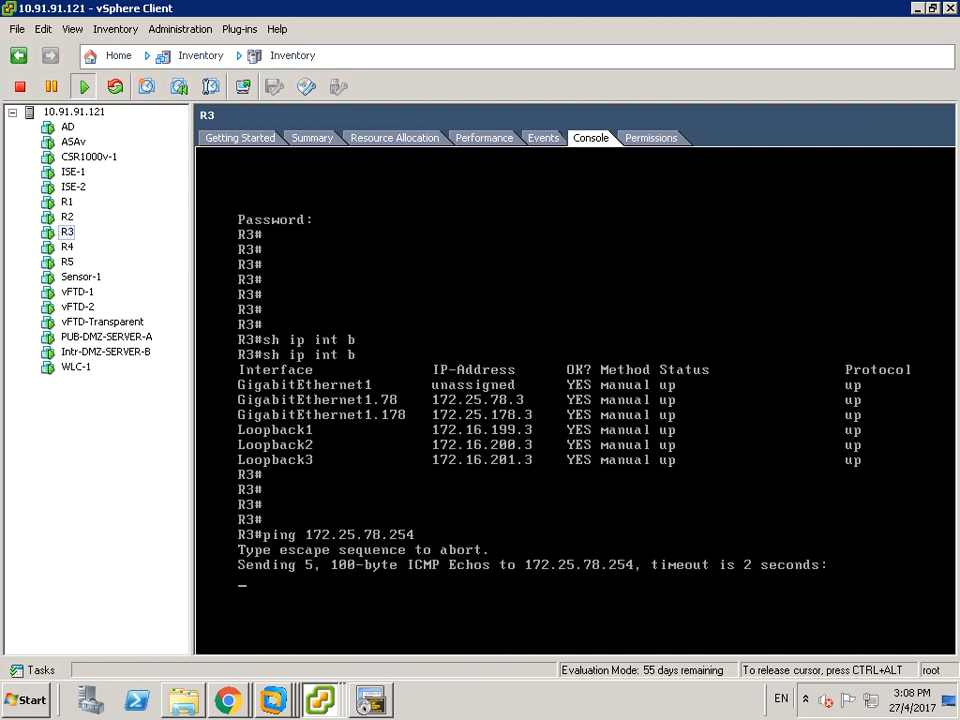 10.91.91.121 - vSphere Client
File Edit View Inventory Administration Plug-ins Help
Home Inventory Inventory
10.91.91.121
AD
ASAv
CSR1000v-1
ISE-1
ISE-2
R1
R2
R3
R4
R5
Sensor-1
vFTD-1
vFTD-2
vFTD-Transparent
PUB-DMZ-SERVER-A
Intr-DMZ-SERVER-B
WLC-1
R3
Getting Started Summary Resource Allocation Performance Events Console Permissions
Password:
R3#
R3#
R3#
R3#
R3#
R3#
R3#
R3#sh ip int b
R3#sh ip int b
Interface IP-Address OK? Method Status Protocol
GigabitEthernet1 unassigned YES manual up up
GigabitEthernet1.78 172.25.78.3 YES manual up up
GigabitEthernet1.178 172.25.178.3 YES manual up up
Loopback1 172.16.199.3 YES manual up up
Loopback2 172.16.200.3 YES manual up up
Loopback3 172.16.201.3 YES manual up up
R3#
R3#
R3#
R3#
R3#ping 172.25.78.254
Type escape sequence to abort.
Sending 5, 100-byte ICMP Echos to 172.25.78.254, timeout is 2 seconds:
Tasks Evaluation Mode: 55 days remaining To release cursor, press CTRL+ALT root
Start EN 3:08 PM
27/4/2017